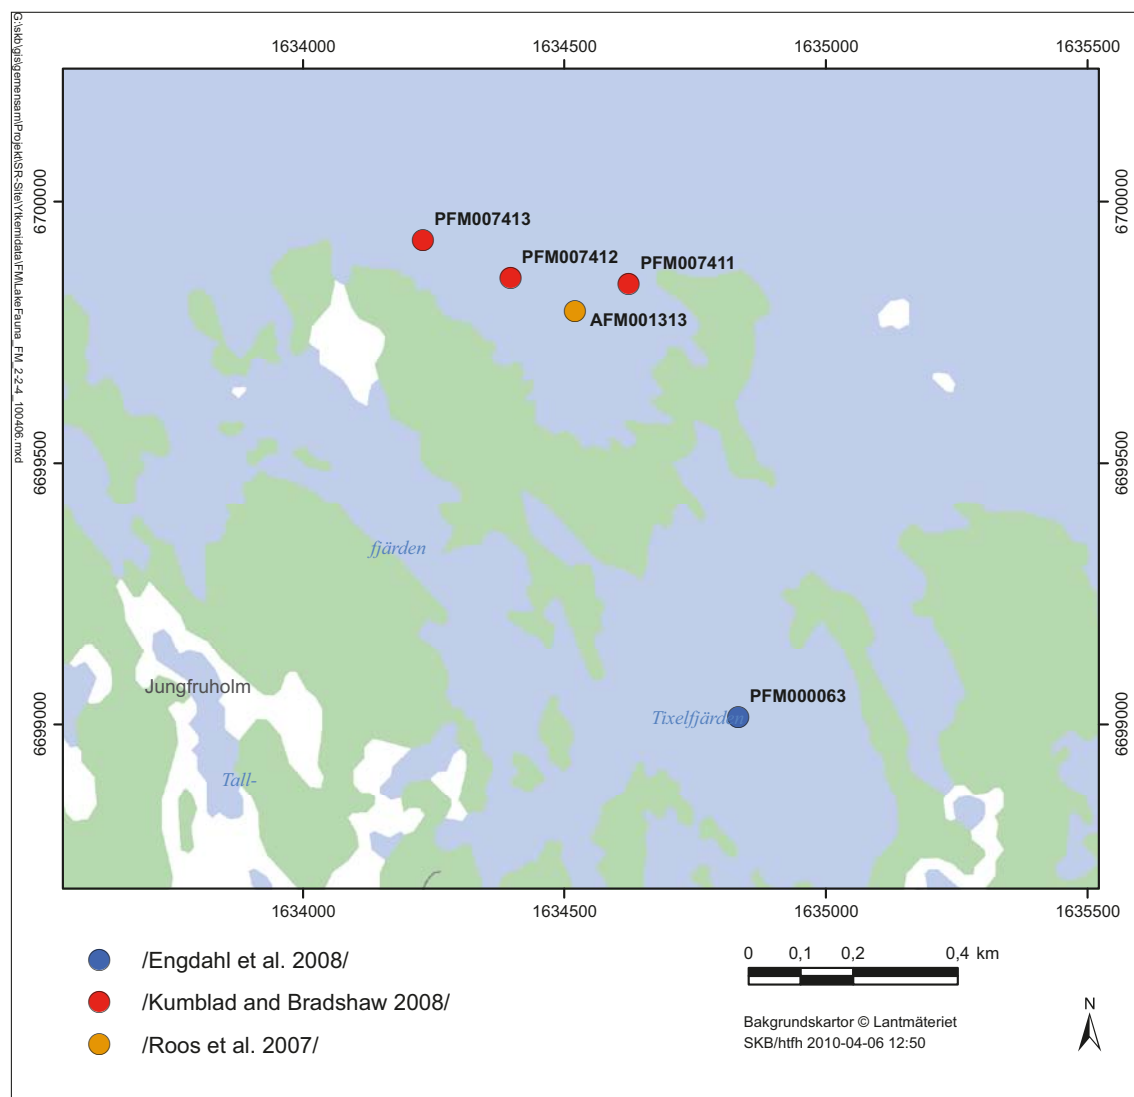 G:\skb\gis\gemensam\Projekt\SR-Site\Ytkemidata\FM\LakeFauna_FM_2-2-4_100406.mxd
1634000 1634500 1635000 1635500
6700000 6700000
PFM007413
PFM007412 PFM007411
AFM001313
6699500 6699500
fjärden
Jungfruholm
PFM000063
Tixelfjärden
6699000 6699000
Tall-
1634000 1634500 1635000 1635500
/Engdahl et al. 2008/
/Kumblad and Bradshaw 2008/
/Roos et al. 2007/
0 0,1 0,2 0,4 km
Bakgrundskartor © Lantmäteriet
SKB/htfh 2010-04-06 12:50
N